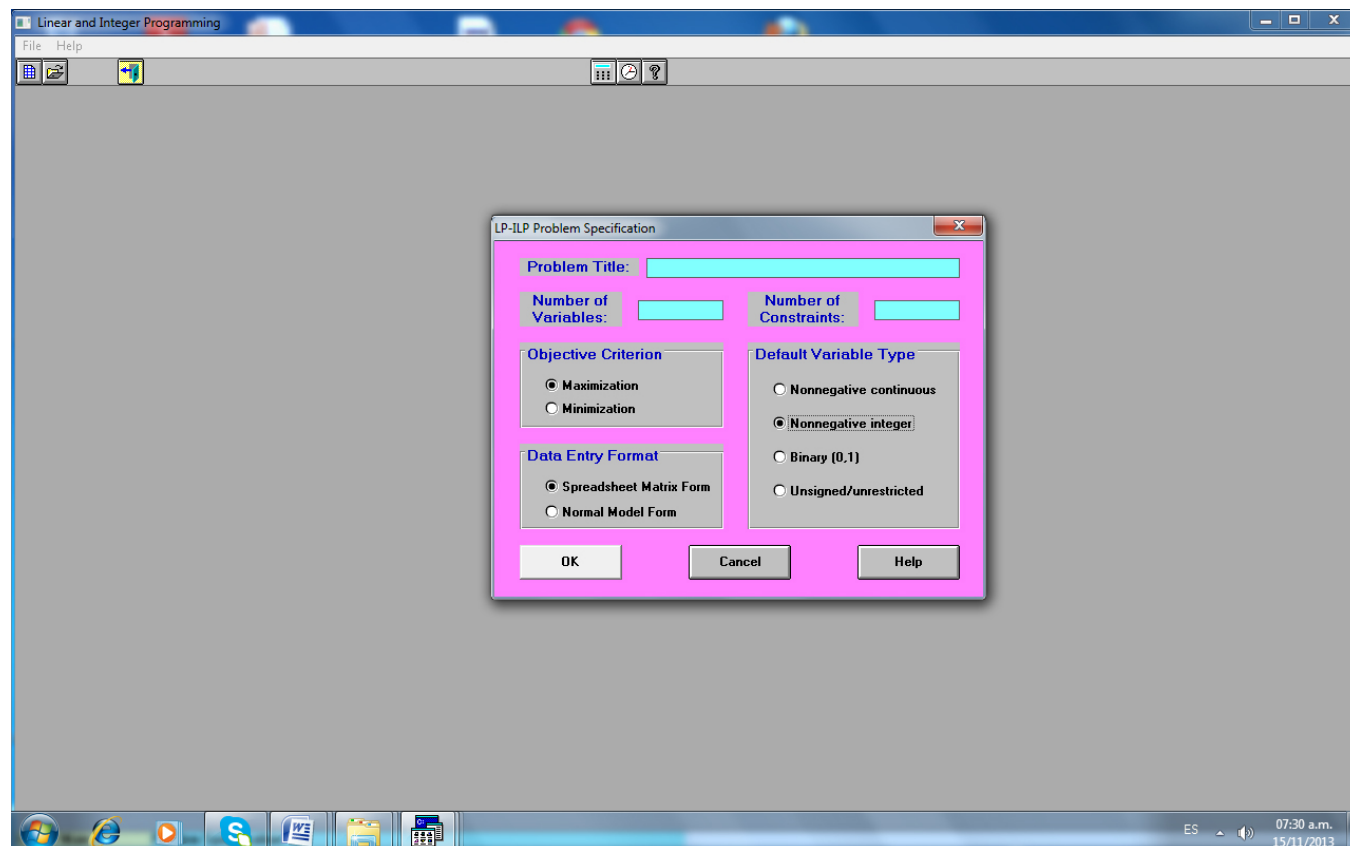 Linear and Integer Programming
File Help
LP-ILP Problem Specification
Problem Title:
Number of
Variables:
Number of
Constraints:
Objective Criterion
Maximization
Minimization
Default Variable Type
Nonnegative continuous
Nonnegative integer
Binary (0,1)
Unsigned/unrestricted
Data Entry Format
Spreadsheet Matrix Form
Normal Model Form
OK
Cancel
Help
ES
07:30 a.m.
15/11/2013